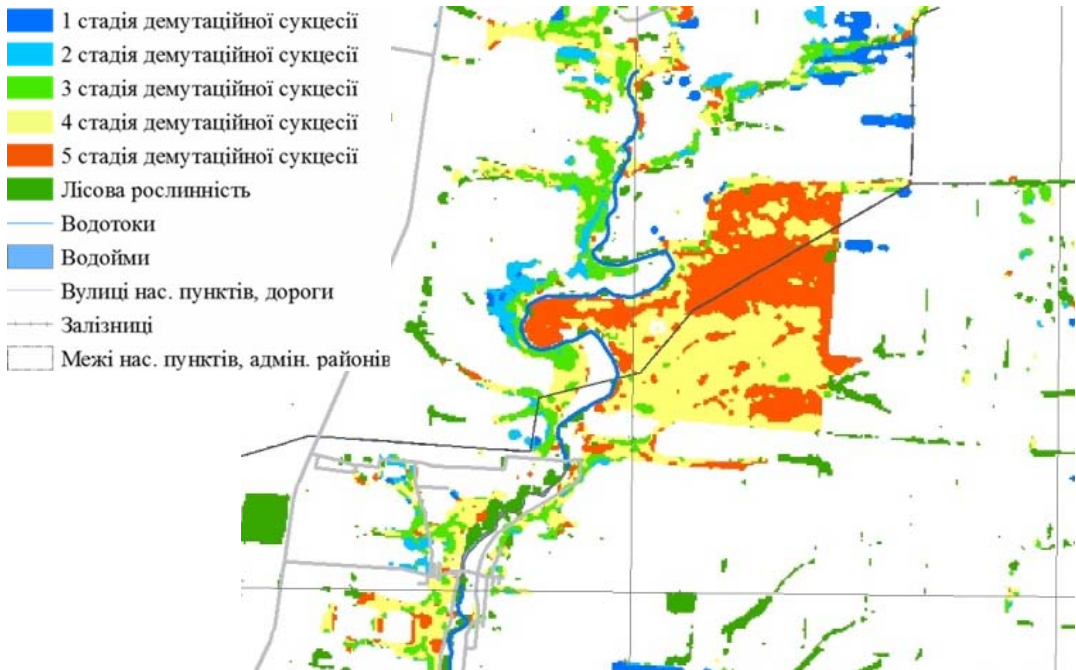 1 стадія демутаційної сукцесії
2 стадія демутаційної сукцесії
3 стадія демутаційної сукцесії
4 стадія демутаційної сукцесії
5 стадія демутаційної сукцесії
Лісова рослинність
Водотоки
Водойми
Вулиці нас. пунктів, дороги
Залізниці
Межі нас. пунктів, адмін. районів